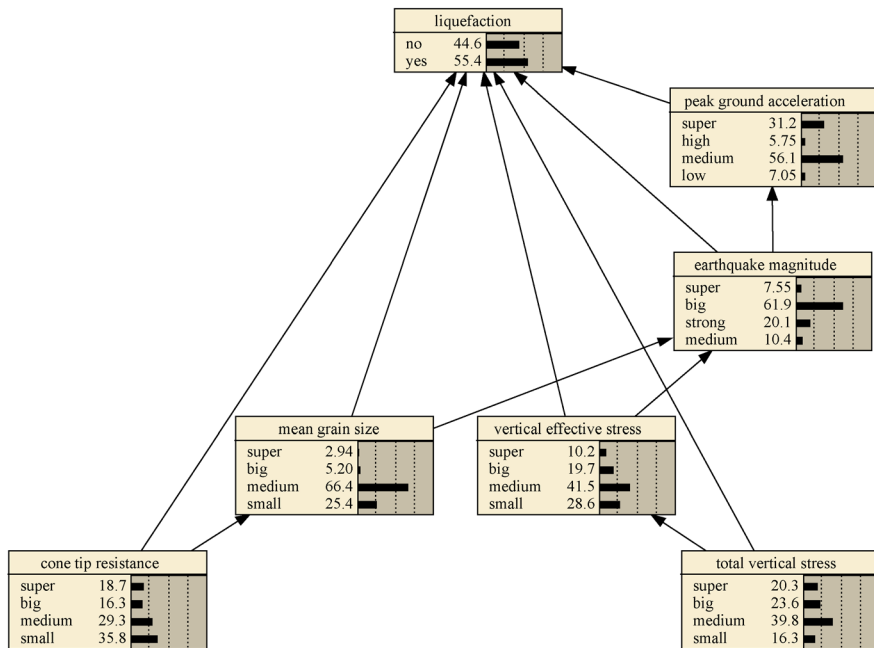 liquefaction
no 44.6
yes 55.4
peak ground acceleration
super 31.2
high 5.75
medium 56.1
low 7.05
earthquake magnitude
super 7.55
big 61.9
strong 20.1
medium 10.4
mean grain size
super 2.94
big 5.20
medium 66.4
small 25.4
vertical effective stress
super 10.2
big 19.7
medium 41.5
small 28.6
cone tip resistance
super 18.7
big 16.3
medium 29.3
small 35.8
total vertical stress
super 20.3
big 23.6
medium 39.8
small 16.3